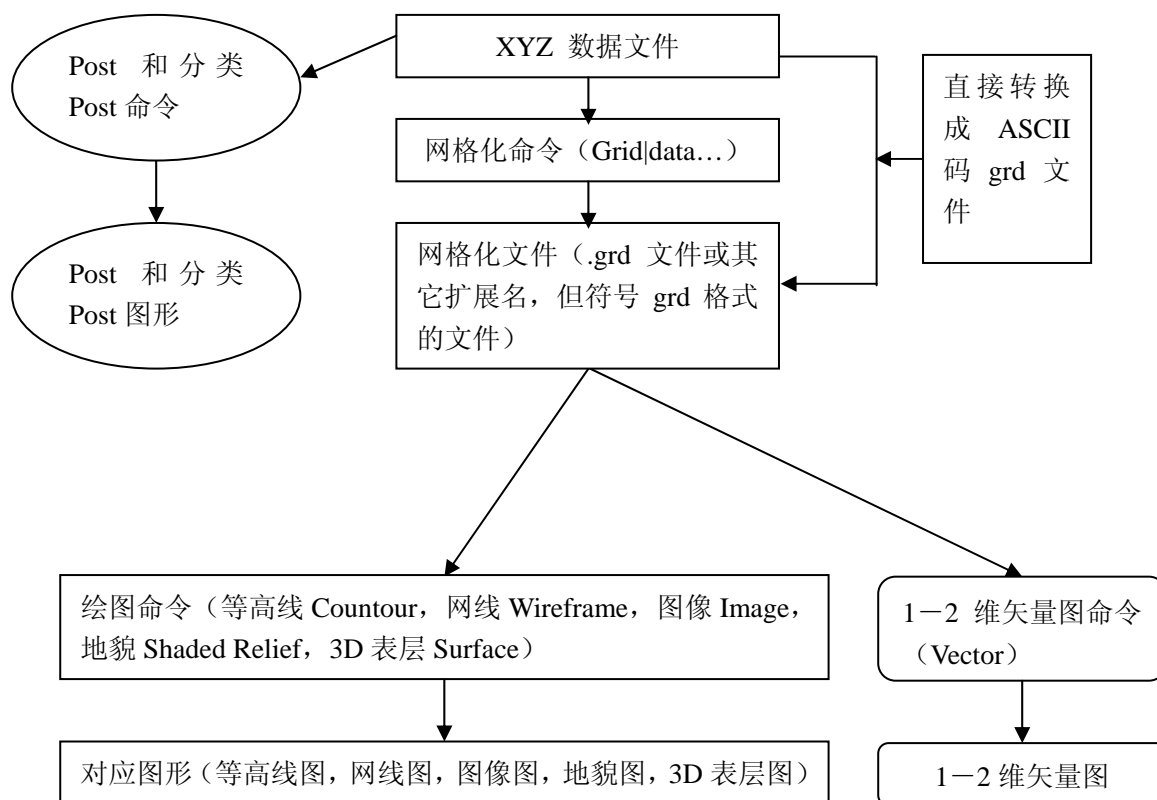 XYZ 数据文件
Post 和分类
Post 命令
直接转换
成 ASCII
码 grd 文
件
网格化命令（Grid|data…）
网格化文件（.grd 文件或其
它扩展名，但符号 grd 格式
的文件）
Post 和分类
Post 图形
绘图命令（等高线 Countour，网线 Wireframe，图像 Image，
地貌 Shaded Relief，3D 表层 Surface）
1－2 维矢量图命令
（Vector）
对应图形（等高线图，网线图，图像图，地貌图，3D 表层图）
1－2 维矢量图